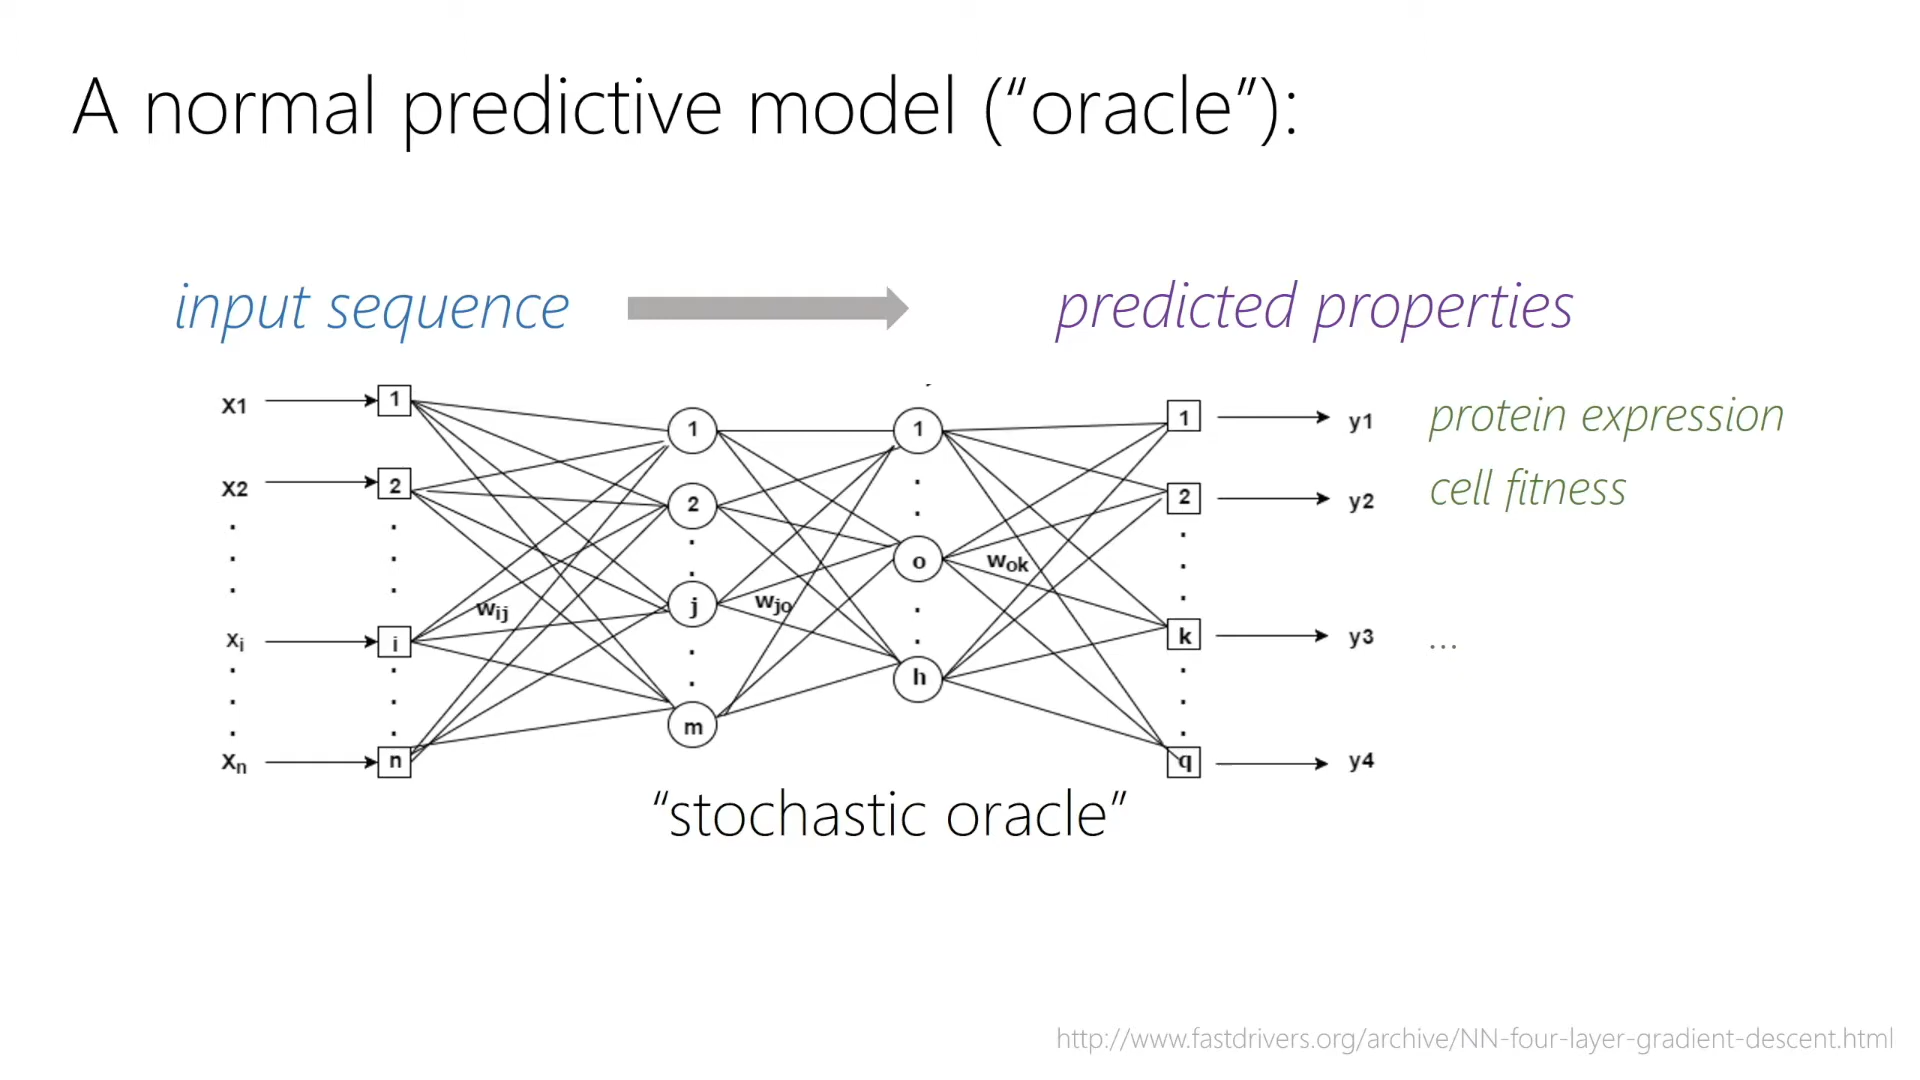 A normal predictive model (“oracle”):
input sequence
predicted properties
X1
1
1
1
1
y1
protein expression
X2
2
2
2
y2
cell fitness
wij
j
wjo
o
wok
xi
i
k
y3
...
h
m
Xn
n
q
y4
“stochastic oracle”
http://www.fastdrivers.org/archive/NN-four-layer-gradient-descent.html